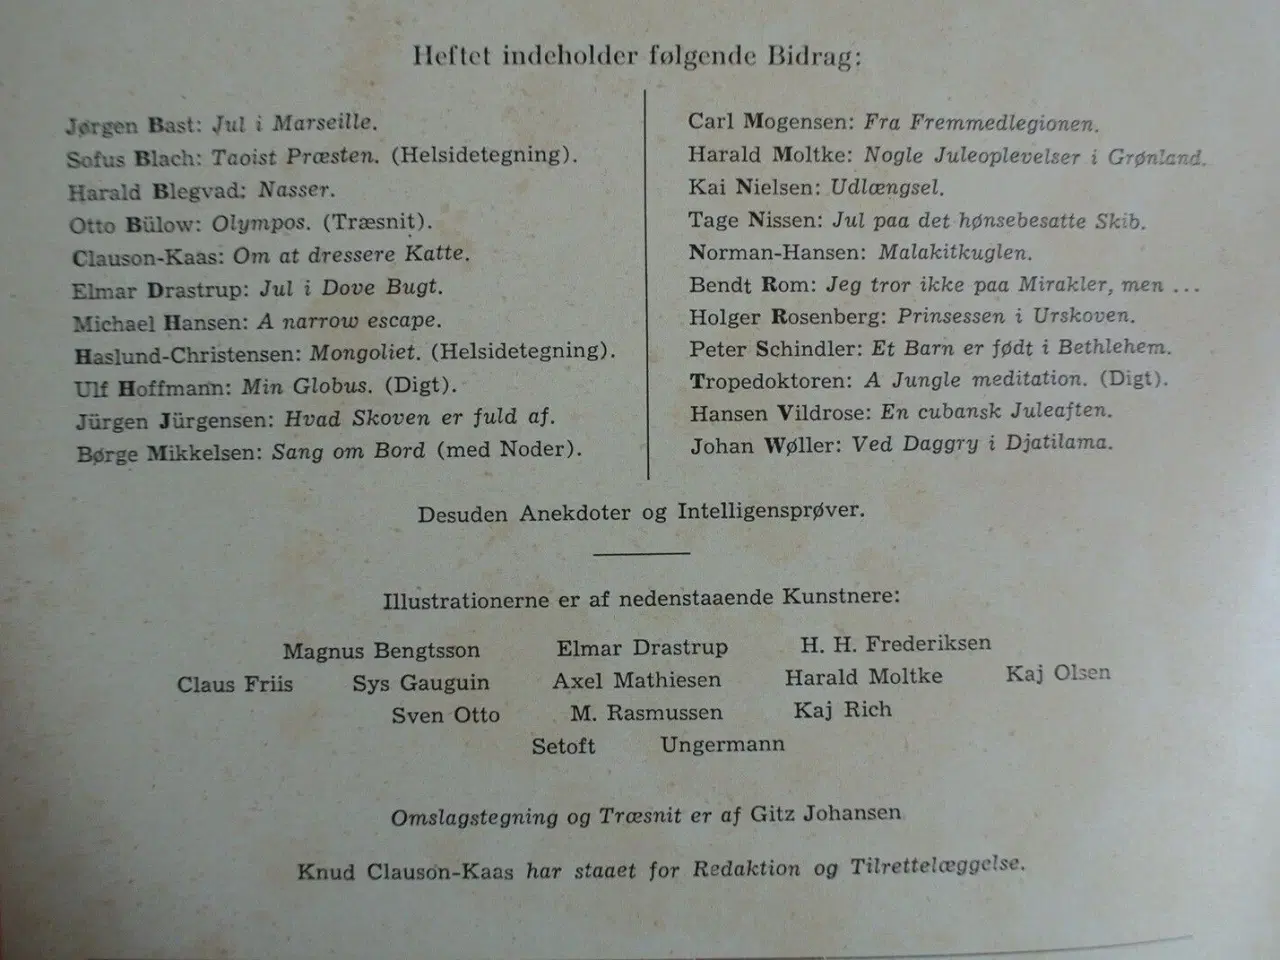 Heftet indeholder følgende Bidrag:
Jørgen Bast: Jul i Marseille.
Sofus Blach: Taoist Præsten. (Helsidetegning).
Harald Blegvad: Nasser.
Otto Bülow: Olympos. (Træsnit).
Clauson-Kaas: Om at dressere Katte.
Elmar Drastrup: Jul i Dove Bugt.
Michael Hansen: A narrow escape.
Haslund-Christensen: Mongoliet. (Helsidetegning).
Ulf Hoffmann: Min Globus. (Digt).
Jürgen Jürgensen: Hvad Skoven er fuld af.
Børge Mikkelsen: Sang om Bord (med Noder).
Carl Mogensen: Fra Fremmedlegionen.
Harald Moltke: Nogle Juleoplevelser i Grønland.
Kai Nielsen: Udlængsel.
Tage Nissen: Jul paa det hønsebesatte Skib.
Norman-Hansen: Malakitkuglen.
Bendt Rom: Jeg tror ikke paa Mirakler, men ...
Holger Rosenberg: Prinsessen i Urskoven.
Peter Schindler: Et Barn er født i Bethlehem.
Tropedoktoren: A Jungle meditation. (Digt).
Hansen Vildrose: En cubansk Juleaften.
Johan Wøller: Ved Daggry i Djatilama.
Desuden Anekdoter og Intelligensprøver.
Illustrationerne er af nedenstaaende Kunstnere:
Magnus Bengtsson Elmar Drastrup H. H. Frederiksen
Claus Friis Sys Gauguin Axel Mathiesen Harald Moltke Kaj Olsen
Sven Otto M. Rasmussen Kaj Rich
Setoft Ungermann
Omslagstegning og Træsnit er af Gitz Johansen
Knud Clauson-Kaas har staaet for Redaktion og Tilrettelæggelse.